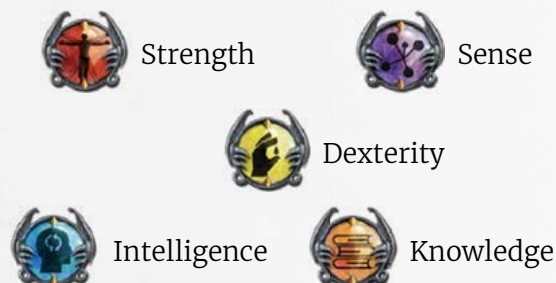 Strength
Sense
Dexterity
Intelligence
Knowledge